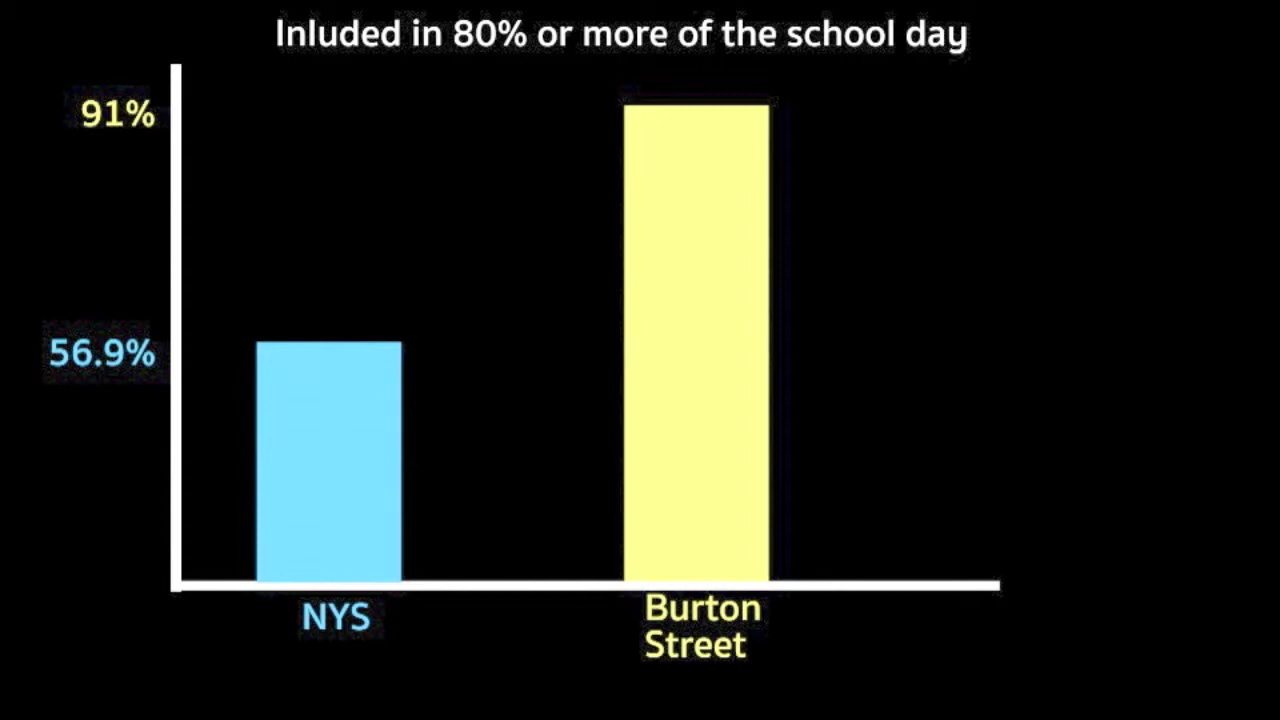 Inluded in 80% or more of the school day
91%
56.9%
NYS
Burton
Street